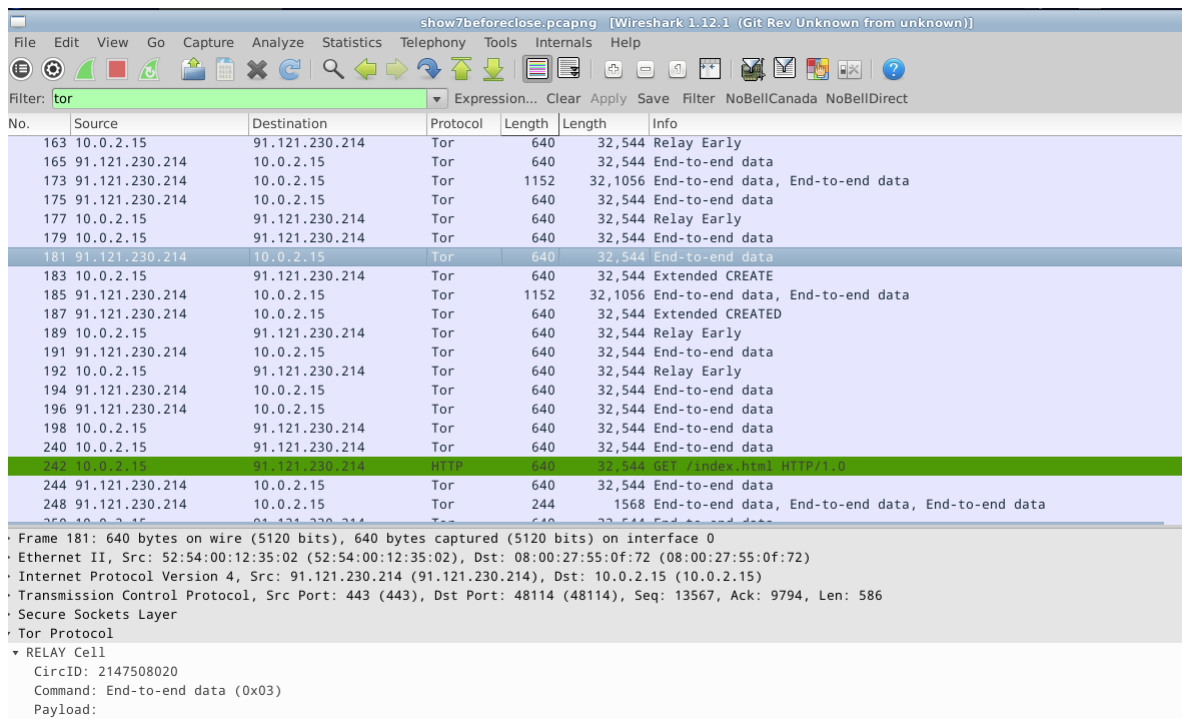 show7beforeclose.pcapng [Wireshark 1.12.1 (Git Rev Unknown from unknown)]
File Edit View Go Capture Analyze Statistics Telephony Tools Internals Help
Filter: tor Expression... Clear Apply Save Filter NoBellCanada NoBellDirect
No. Source Destination Protocol Length Length Info
163 10.0.2.15 91.121.230.214 Tor 640 32,544 Relay Early
165 91.121.230.214 10.0.2.15 Tor 640 32,544 End-to-end data
173 91.121.230.214 10.0.2.15 Tor 1152 32,1056 End-to-end data, End-to-end data
175 91.121.230.214 10.0.2.15 Tor 640 32,544 End-to-end data
177 10.0.2.15 91.121.230.214 Tor 640 32,544 Relay Early
179 10.0.2.15 91.121.230.214 Tor 640 32,544 End-to-end data
181 91.121.230.214 10.0.2.15 Tor 640 32,544 End-to-end data
183 10.0.2.15 91.121.230.214 Tor 640 32,544 Extended CREATE
185 91.121.230.214 10.0.2.15 Tor 1152 32,1056 End-to-end data, End-to-end data
187 91.121.230.214 10.0.2.15 Tor 640 32,544 Extended CREATED
189 10.0.2.15 91.121.230.214 Tor 640 32,544 Relay Early
191 91.121.230.214 10.0.2.15 Tor 640 32,544 End-to-end data
192 10.0.2.15 91.121.230.214 Tor 640 32,544 Relay Early
194 91.121.230.214 10.0.2.15 Tor 640 32,544 End-to-end data
196 91.121.230.214 10.0.2.15 Tor 640 32,544 End-to-end data
198 10.0.2.15 91.121.230.214 Tor 640 32,544 End-to-end data
240 10.0.2.15 91.121.230.214 Tor 640 32,544 End-to-end data
242 10.0.2.15 91.121.230.214 HTTP 640 32,544 GET /index.html HTTP/1.0
244 91.121.230.214 10.0.2.15 Tor 640 32,544 End-to-end data
248 91.121.230.214 10.0.2.15 Tor 244 1568 End-to-end data, End-to-end data, End-to-end data
Frame 181: 640 bytes on wire (5120 bits), 640 bytes captured (5120 bits) on interface 0
Ethernet II, Src: 52:54:00:12:35:02 (52:54:00:12:35:02), Dst: 08:00:27:55:0f:72 (08:00:27:55:0f:72)
Internet Protocol Version 4, Src: 91.121.230.214 (91.121.230.214), Dst: 10.0.2.15 (10.0.2.15)
Transmission Control Protocol, Src Port: 443 (443), Dst Port: 48114 (48114), Seq: 13567, Ack: 9794, Len: 586
Secure Sockets Layer
Tor Protocol
RELAY Cell
CircID: 2147508020
Command: End-to-end data (0x03)
Payload: